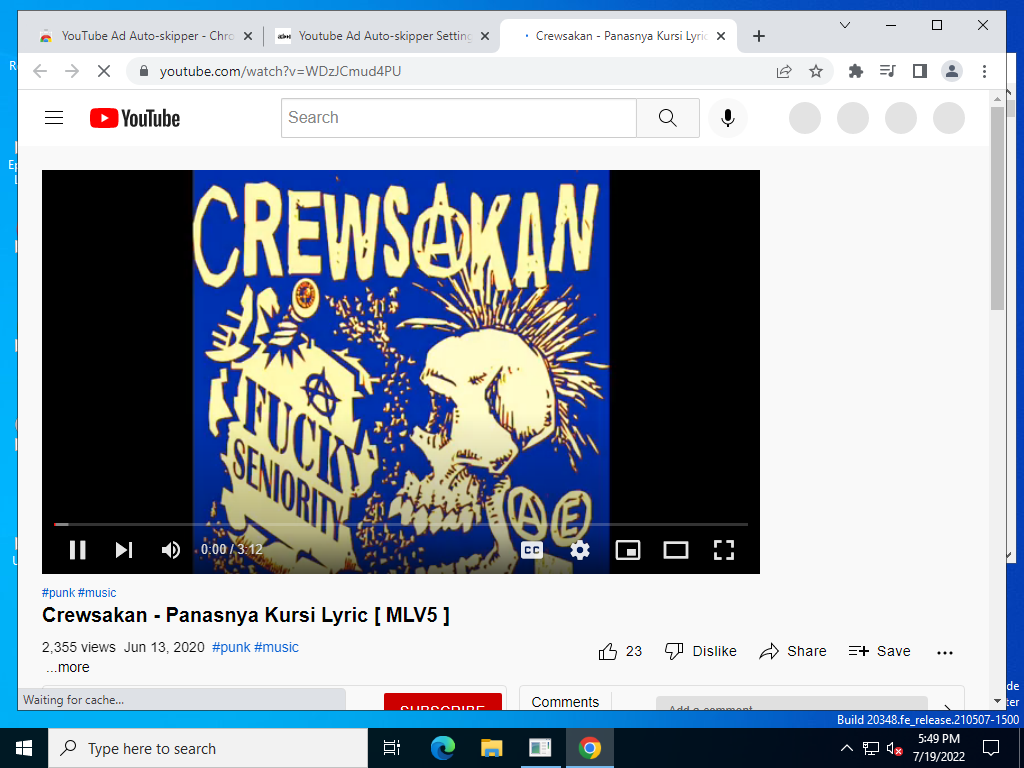 YouTube Ad Auto-skipper - Chro
Youtube Ad Auto-skipper Setting
Crewsakan - Panasnya Kursi Lyric
youtube.com/watch?v=WDzJCmud4PU
YouTube
Search
CREWSAKAN
FUCK
SENIORITY
A E
0:00 / 3:12
CC
#punk #music
Crewsakan - Panasnya Kursi Lyric [ MLV5 ]
2,355 views Jun 13, 2020 #punk #music
...more
23 Dislike Share Save
SUBSCRIBE
Comments
Add a comment...
Waiting for cache...
Build 20348.fe_release.210507-1500
Type here to search
5:49 PM
7/19/2022